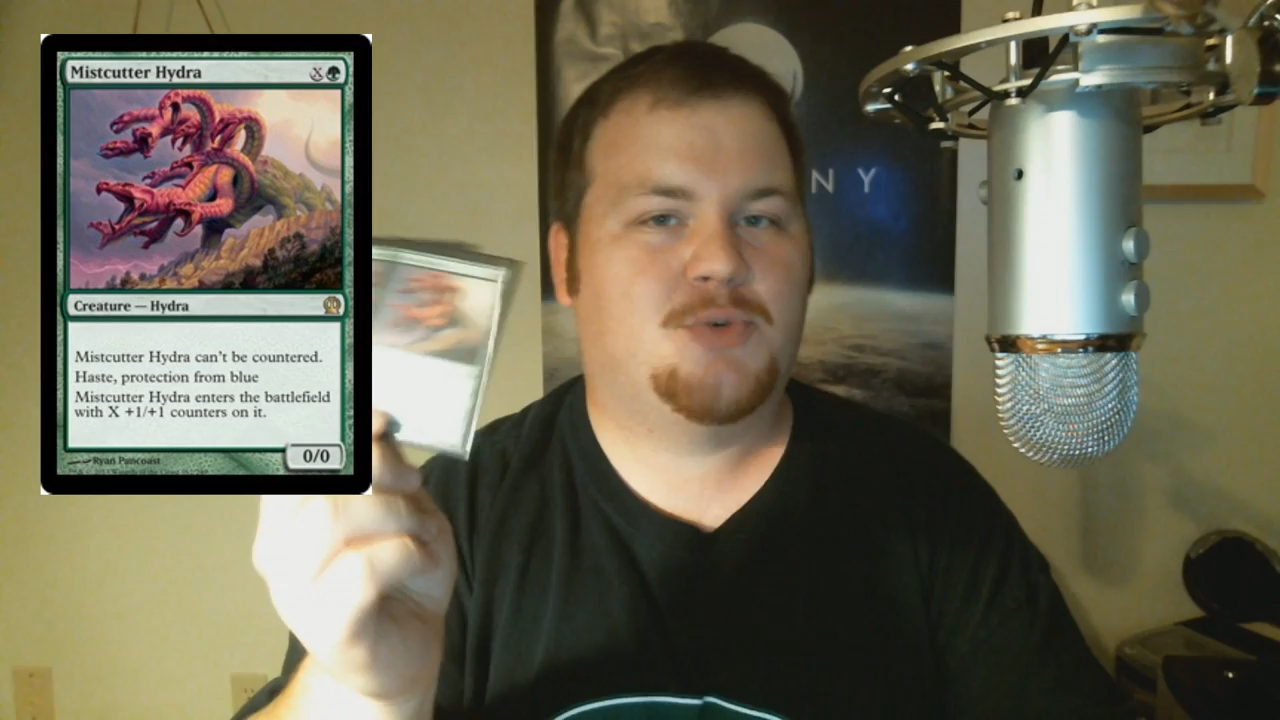 Mistcutter Hydra X
Creature — Hydra
Mistcutter Hydra can't be countered.
Haste, protection from blue
Mistcutter Hydra enters the battlefield
with X +1/+1 counters on it.
0/0
Ryan Pancoast
NY